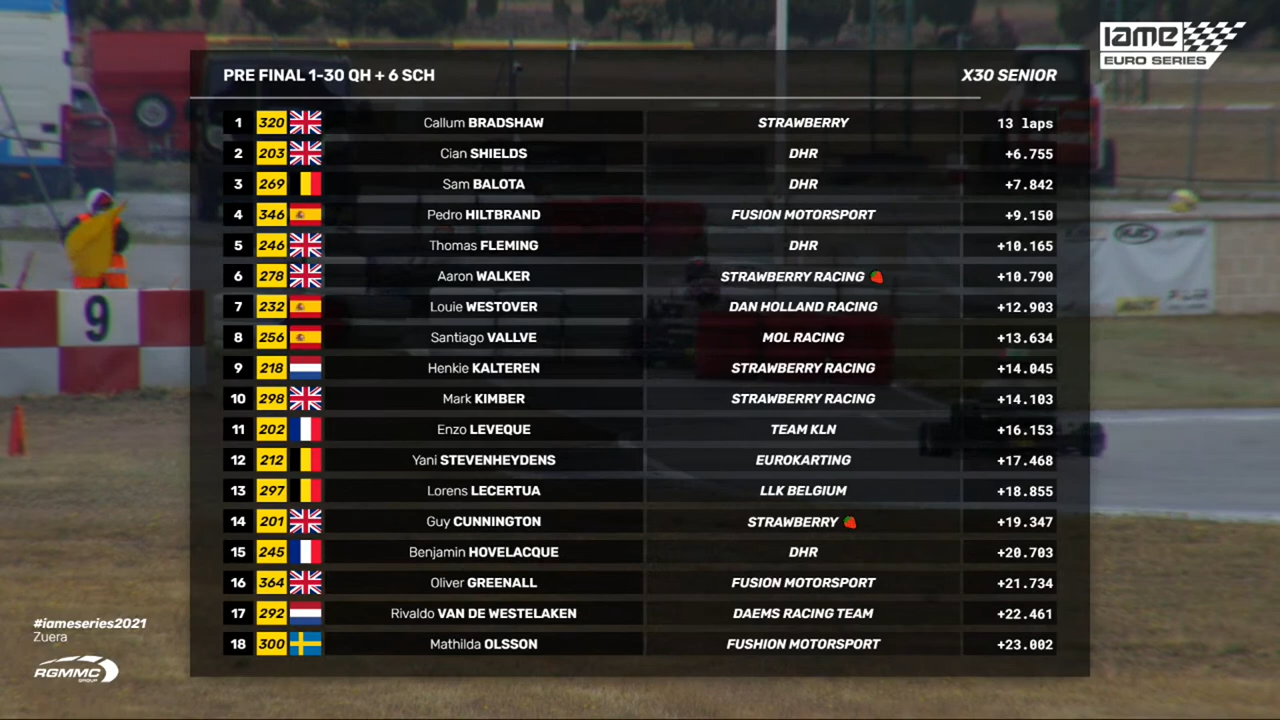 IAME
EURO SERIES
PRE FINAL 1-30 QH + 6 SCH X30 SENIOR
1 320 Callum BRADSHAW STRAWBERRY 13 laps
2 203 Cian SHIELDS DHR +6.755
3 269 Sam BALOTA DHR +7.842
4 346 Pedro HILTBRAND FUSION MOTORSPORT +9.150
5 246 Thomas FLEMING DHR +10.165
6 278 Aaron WALKER STRAWBERRY RACING 🍓 +10.790
7 232 Louie WESTOVER DAN HOLLAND RACING +12.903
8 256 Santiago VALLVE MOL RACING +13.634
9 218 Henkie KALTEREN STRAWBERRY RACING +14.045
10 298 Mark KIMBER STRAWBERRY RACING +14.103
11 202 Enzo LEVEQUE TEAM KLN +16.153
12 212 Yani STEVENHEYDENS EUROKARTING +17.468
13 297 Lorens LECERTUA LLK BELGIUM +18.855
14 201 Guy CUNNINGTON STRAWBERRY 🍓 +19.347
15 245 Benjamin HOVELACQUE DHR +20.703
16 364 Oliver GREENALL FUSION MOTORSPORT +21.734
17 292 Rivaldo VAN DE WESTELAKEN DAEMS RACING TEAM +22.461
18 300 Mathilda OLSSON FUSHION MOTORSPORT +23.002
9
#iameseries2021
Zuera
RGMMC
GROUP